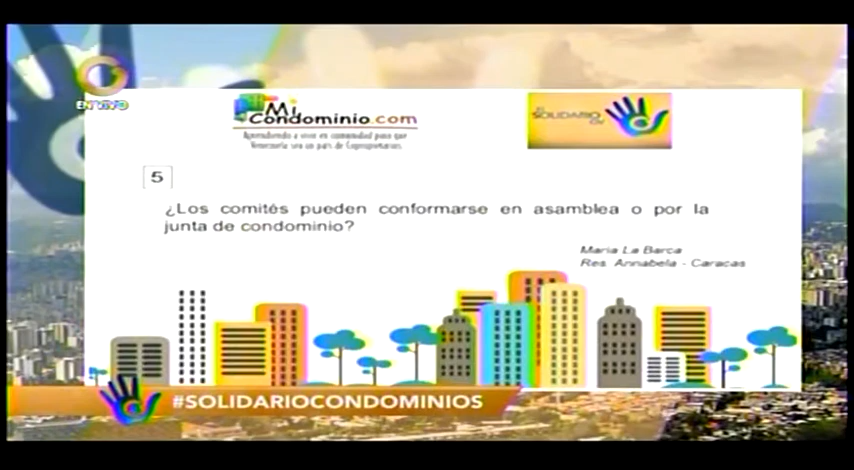 EN VIVO
Mi
Condominio.com
Aprendiendo a vivir en comunidad para que
Venezuela sea un país de Copropietarios
SOLIDARIO
5
¿Los comités pueden conformarse en asamblea o por la
junta de condominio?
María La Barca
Res. Annabela - Caracas
#SOLIDARIOCONDOMINIOS